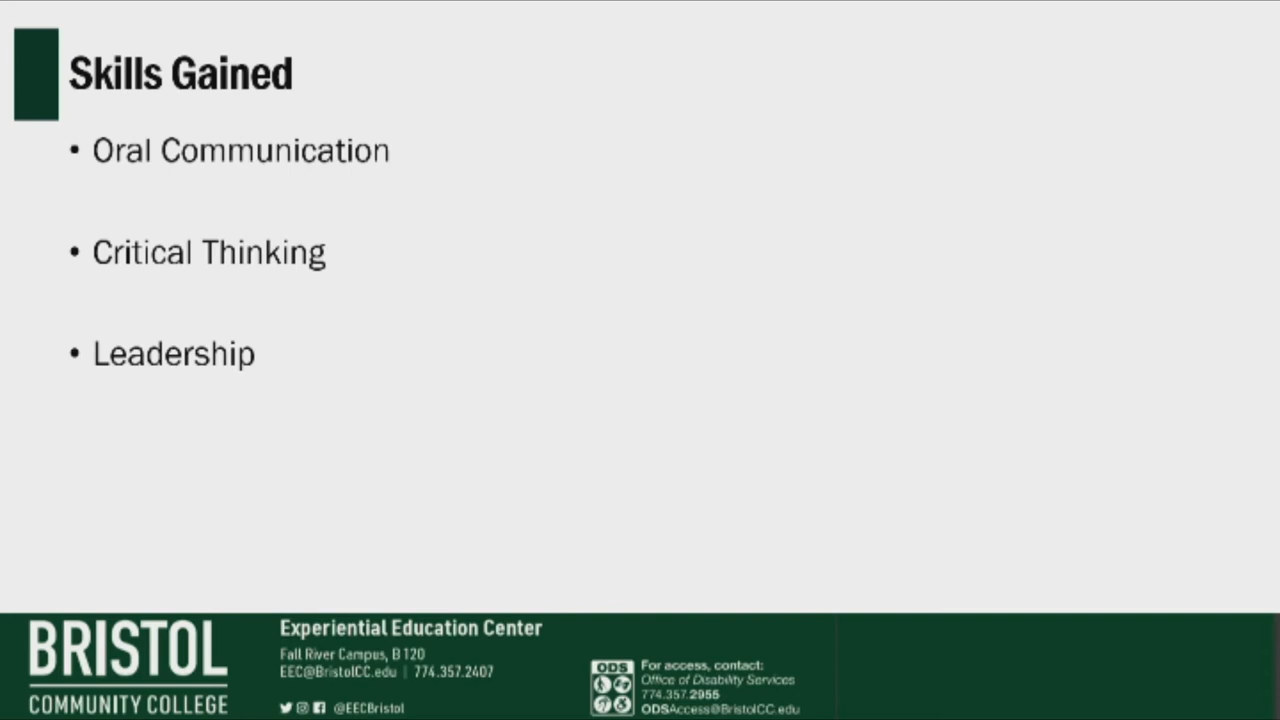 Skills Gained
• Oral Communication
• Critical Thinking
• Leadership
BRISTOL
COMMUNITY COLLEGE
Experiential Education Center
Fall River Campus, B120
EEC@BristolCC.edu | 774.357.2407
@EECBristol
ODS
For access, contact:
Office of Disability Services
774.357.2955
ODSAccess@BristolCC.edu